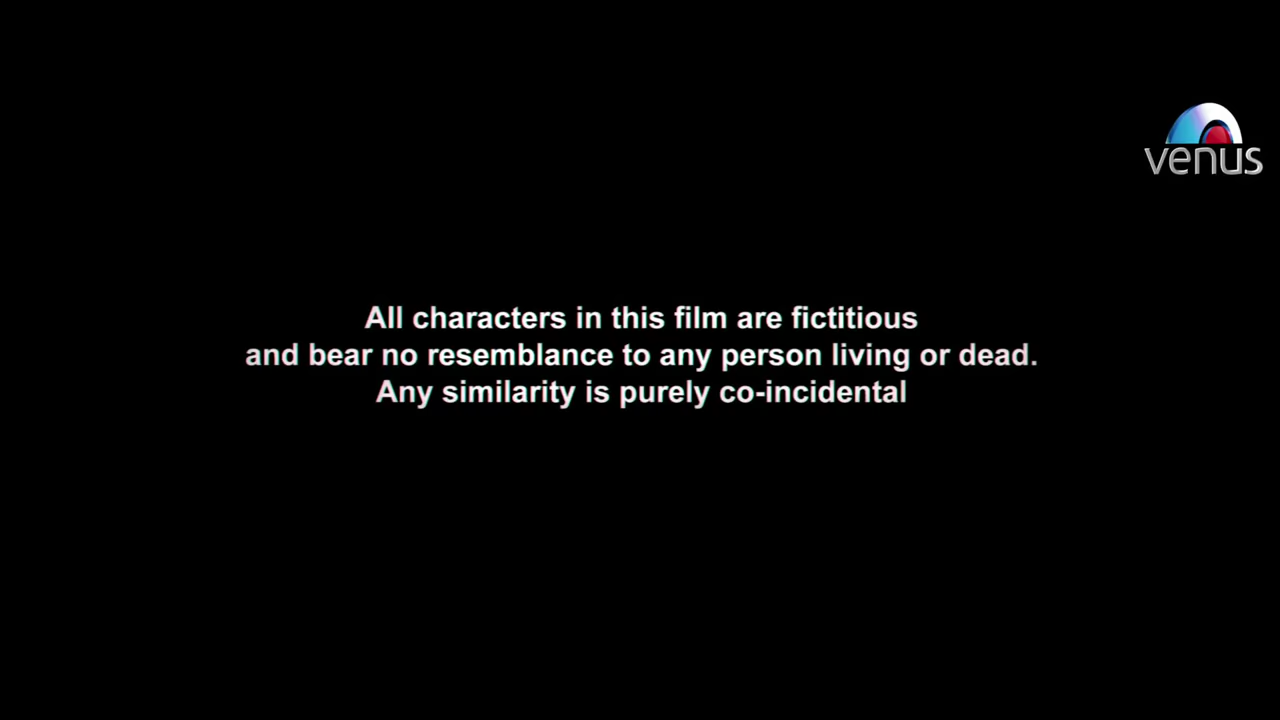 venus
All characters in this film are fictitious
and bear no resemblance to any person living or dead.
Any similarity is purely co-incidental